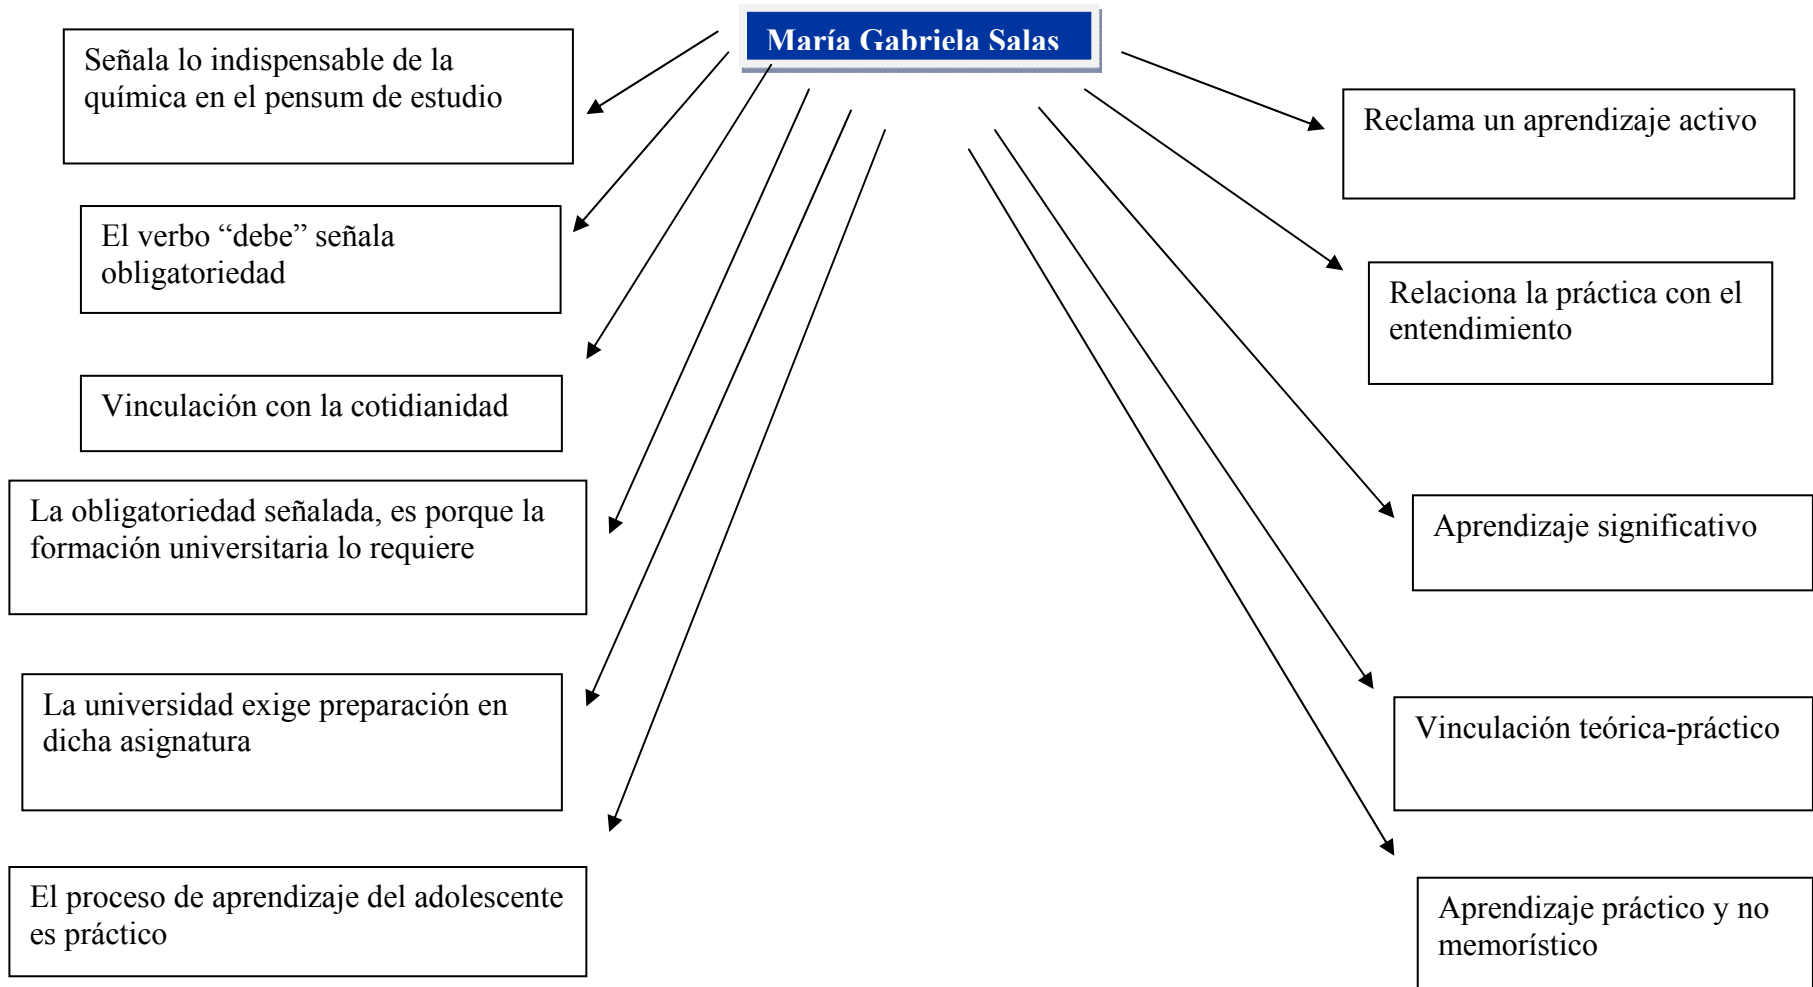 María Gabriela Salas
Señala lo indispensable de la
química en el pensum de estudio
El verbo “debe” señala
obligatoriedad
Vinculación con la cotidianidad
La obligatoriedad señalada, es porque la
formación universitaria lo requiere
La universidad exige preparación en
dicha asignatura
El proceso de aprendizaje del adolescente
es práctico
Reclama un aprendizaje activo
Relaciona la práctica con el
entendimiento
Aprendizaje significativo
Vinculación teórica-práctico
Aprendizaje práctico y no
memorístico